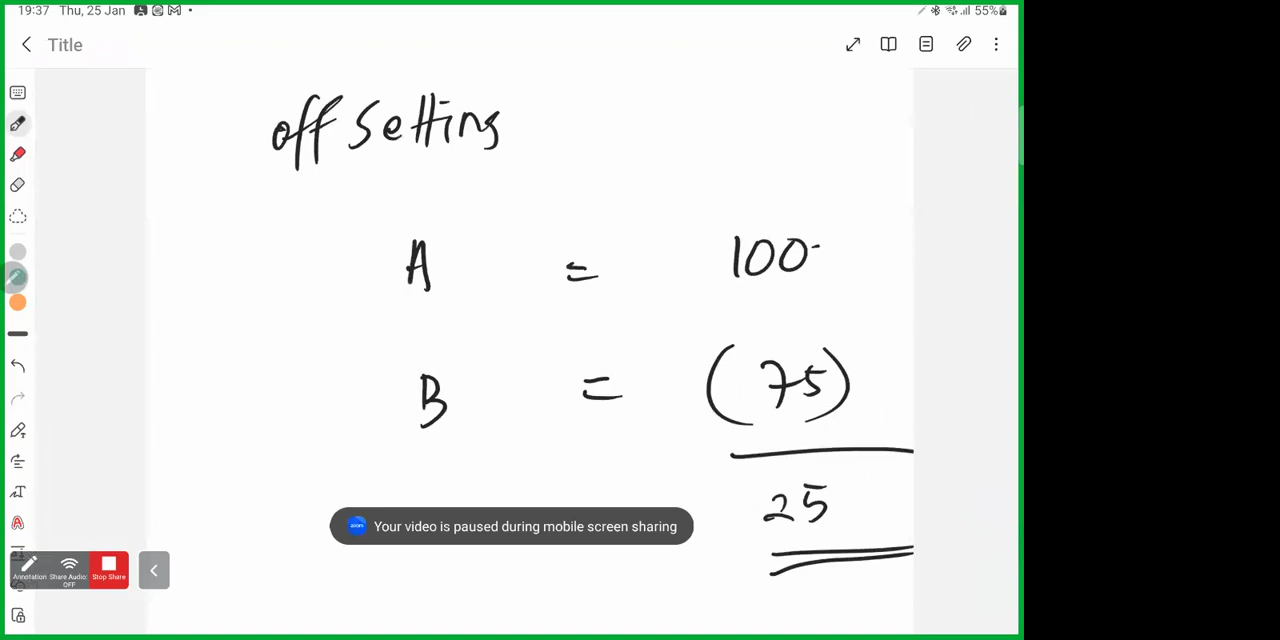 19:37 Thu, 25 Jan
55%
Title
off setting
A = 100
B = (75)
25
zoom Your video is paused during mobile screen sharing
Annotation Share Audio: OFF Stop Share